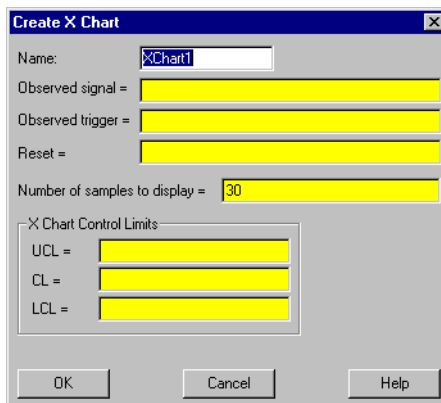 Create X Chart
Name: XChart1
Observed signal =
Observed trigger =
Reset =
Number of samples to display = 30
X Chart Control Limits
UCL =
CL =
LCL =
OK Cancel Help